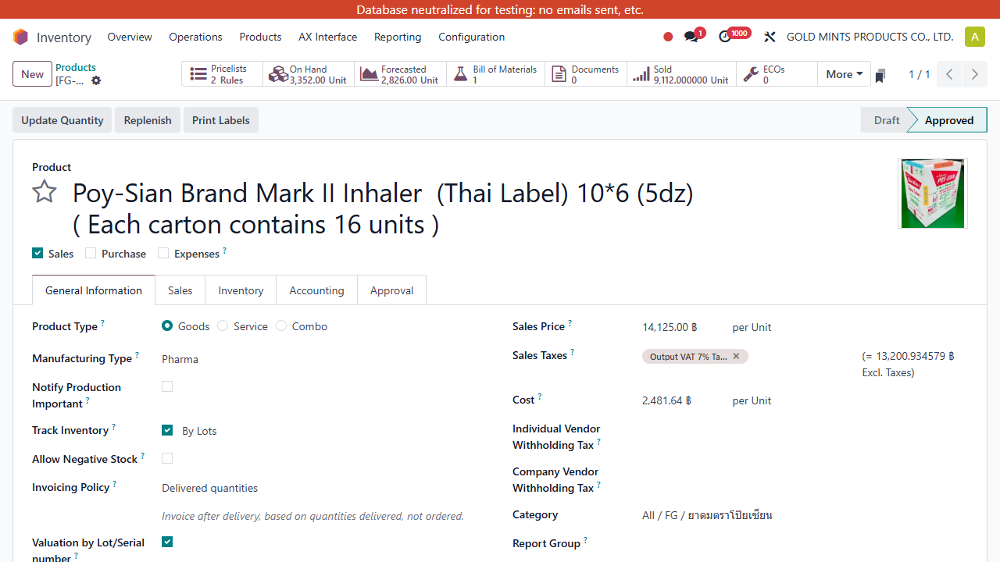 Database neutralized for testing: no emails sent, etc.
Inventory Overview Operations Products AX Interface Reporting Configuration 1 1000 GOLD MINTS PRODUCTS CO., LTD. A
New Products [FG-... Pricelists 2 Rules On Hand 3,352.00 Unit Forecasted 2,826.00 Unit Bill of Materials 1 Documents 0 Sold 9,112.000000 Unit ECOs 0 More 1 / 1
Update Quantity Replenish Print Labels Draft Approved
Product
Poy-Sian Brand Mark II Inhaler (Thai Label) 10*6 (5dz)
( Each carton contains 16 units )
POY-SIAN
Sales Purchase Expenses ?
General Information Sales Inventory Accounting Approval
Product Type ? Goods Service Combo
Manufacturing Type ? Pharma
Notify Production
Important ?
Track Inventory ? By Lots
Allow Negative Stock ?
Invoicing Policy ? Delivered quantities
Invoice after delivery, based on quantities delivered, not ordered.
Valuation by Lot/Serial
number ?
Sales Price ? 14,125.00 ฿ per Unit
Sales Taxes ? Output VAT 7% Ta... ✕ (= 13,200.934579 ฿
Excl. Taxes)
Cost ? 2,481.64 ฿ per Unit
Individual Vendor
Withholding Tax ?
Company Vendor
Withholding Tax ?
Category All / FG / ยาดมตราโป๊ยเซียน
Report Group ?